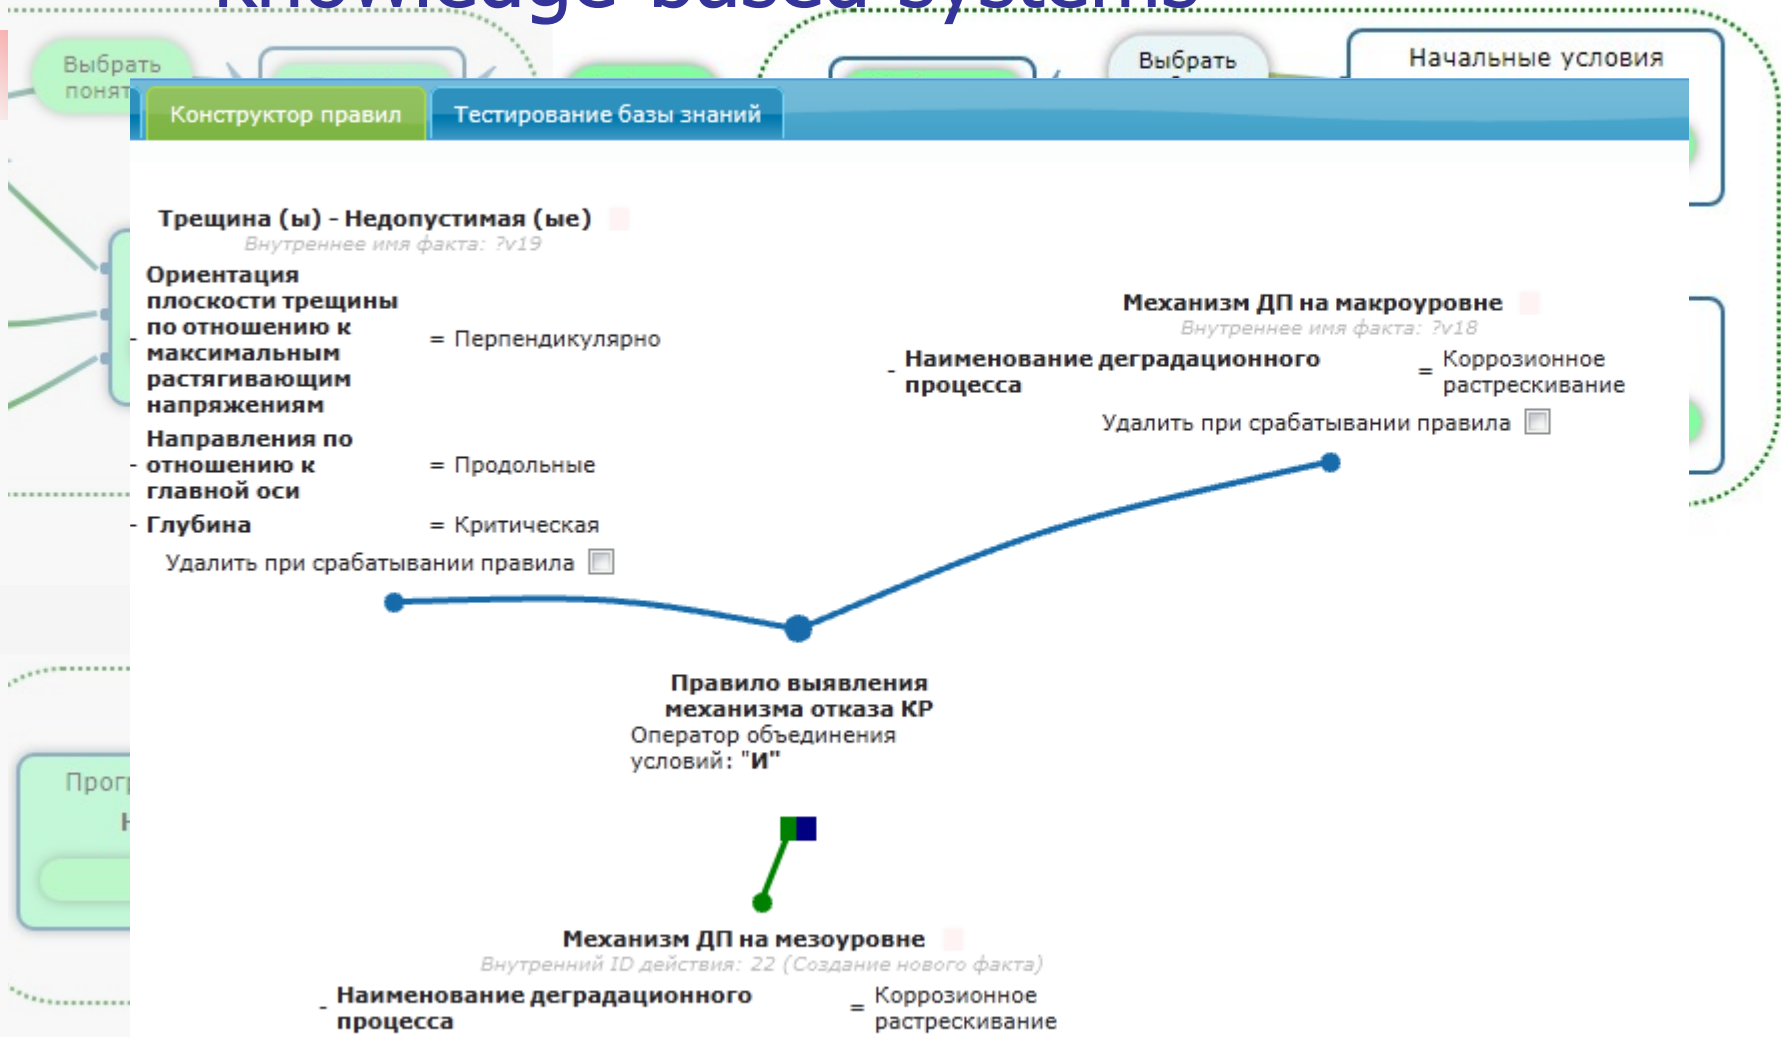 knowledge-based systems
Выбрать
Выбрать
Начальные условия
Конструктор правил
Тестирование базы знаний
Трещина (ы) - Недопустимая (ые)
Внутреннее имя факта: ?v19
Ориентация
плоскости трещины
по отношению к
- = Перпендикулярно
максимальным
растягивающим
напряжениям
Направления по
- отношению к = Продольные
главной оси
- Глубина = Критическая
Удалить при срабатывании правила
Механизм ДП на макроуровне
Внутреннее имя факта: ?v18
- Наименование деградационного = Коррозионное
процесса растрескивание
Удалить при срабатывании правила
Правило выявления
механизма отказа КР
Оператор объединения
условий: "И"
Механизм ДП на мезоуровне
Внутренний ID действия: 22 (Создание нового факта)
- Наименование деградационного = Коррозионное
процесса растрескивание